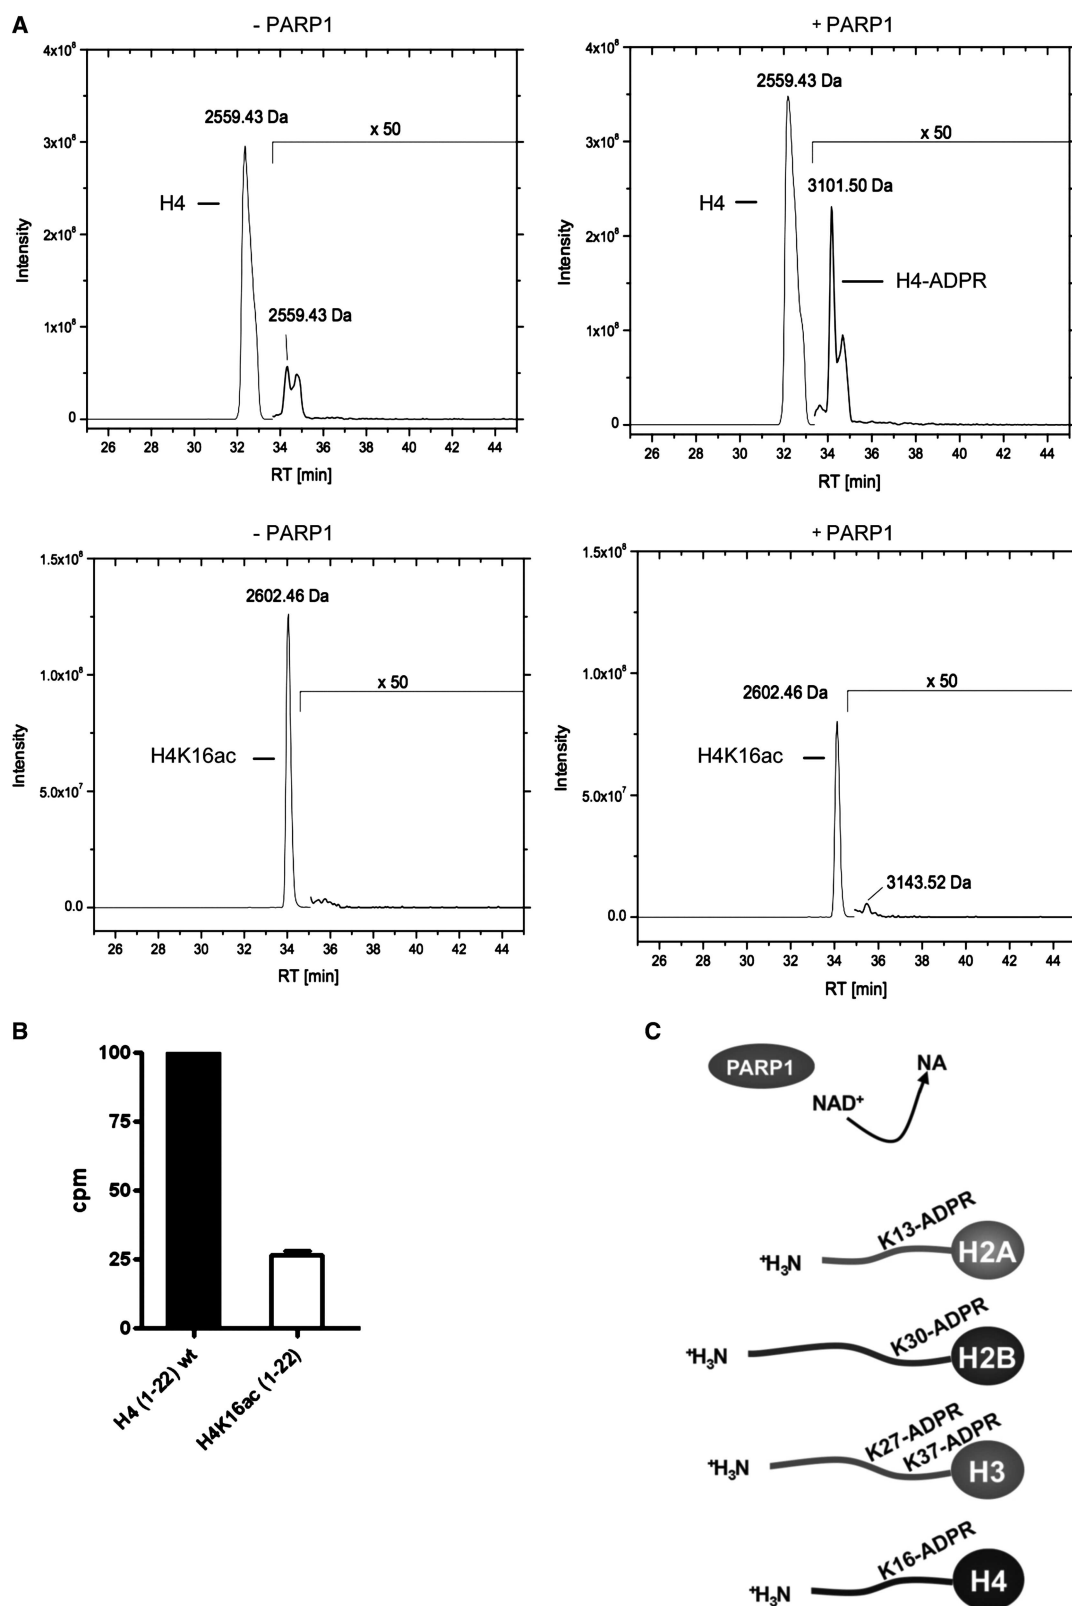 A
- PARP1
4x10⁸
3x10⁸
2x10⁸
1x10⁸
0
Intensity
2559.43 Da
x 50
H4
2559.43 Da
26 28 30 32 34 36 38 40 42 44
RT [min]
+ PARP1
4x10⁸
3x10⁸
2x10⁸
1x10⁸
0
Intensity
2559.43 Da
x 50
3101.50 Da
H4
H4-ADPR
26 28 30 32 34 36 38 40 42 44
RT [min]
- PARP1
1.5x10⁸
1.0x10⁸
5.0x10⁷
0.0
Intensity
2602.46 Da
x 50
H4K16ac
26 28 30 32 34 36 38 40 42 44
RT [min]
+ PARP1
1.5x10⁸
1.0x10⁸
5.0x10⁷
0.0
Intensity
2602.46 Da
x 50
H4K16ac
3143.52 Da
26 28 30 32 34 36 38 40 42 44
RT [min]
B
100
75
50
25
0
cpm
H4 (1-22) wt
H4K16ac (1-22)
C
PARP1
NA
NAD⁺
K13-ADPR
⁺H₃N
H2A
K30-ADPR
⁺H₃N
H2B
K27-ADPR
K37-ADPR
⁺H₃N
H3
K16-ADPR
⁺H₃N
H4